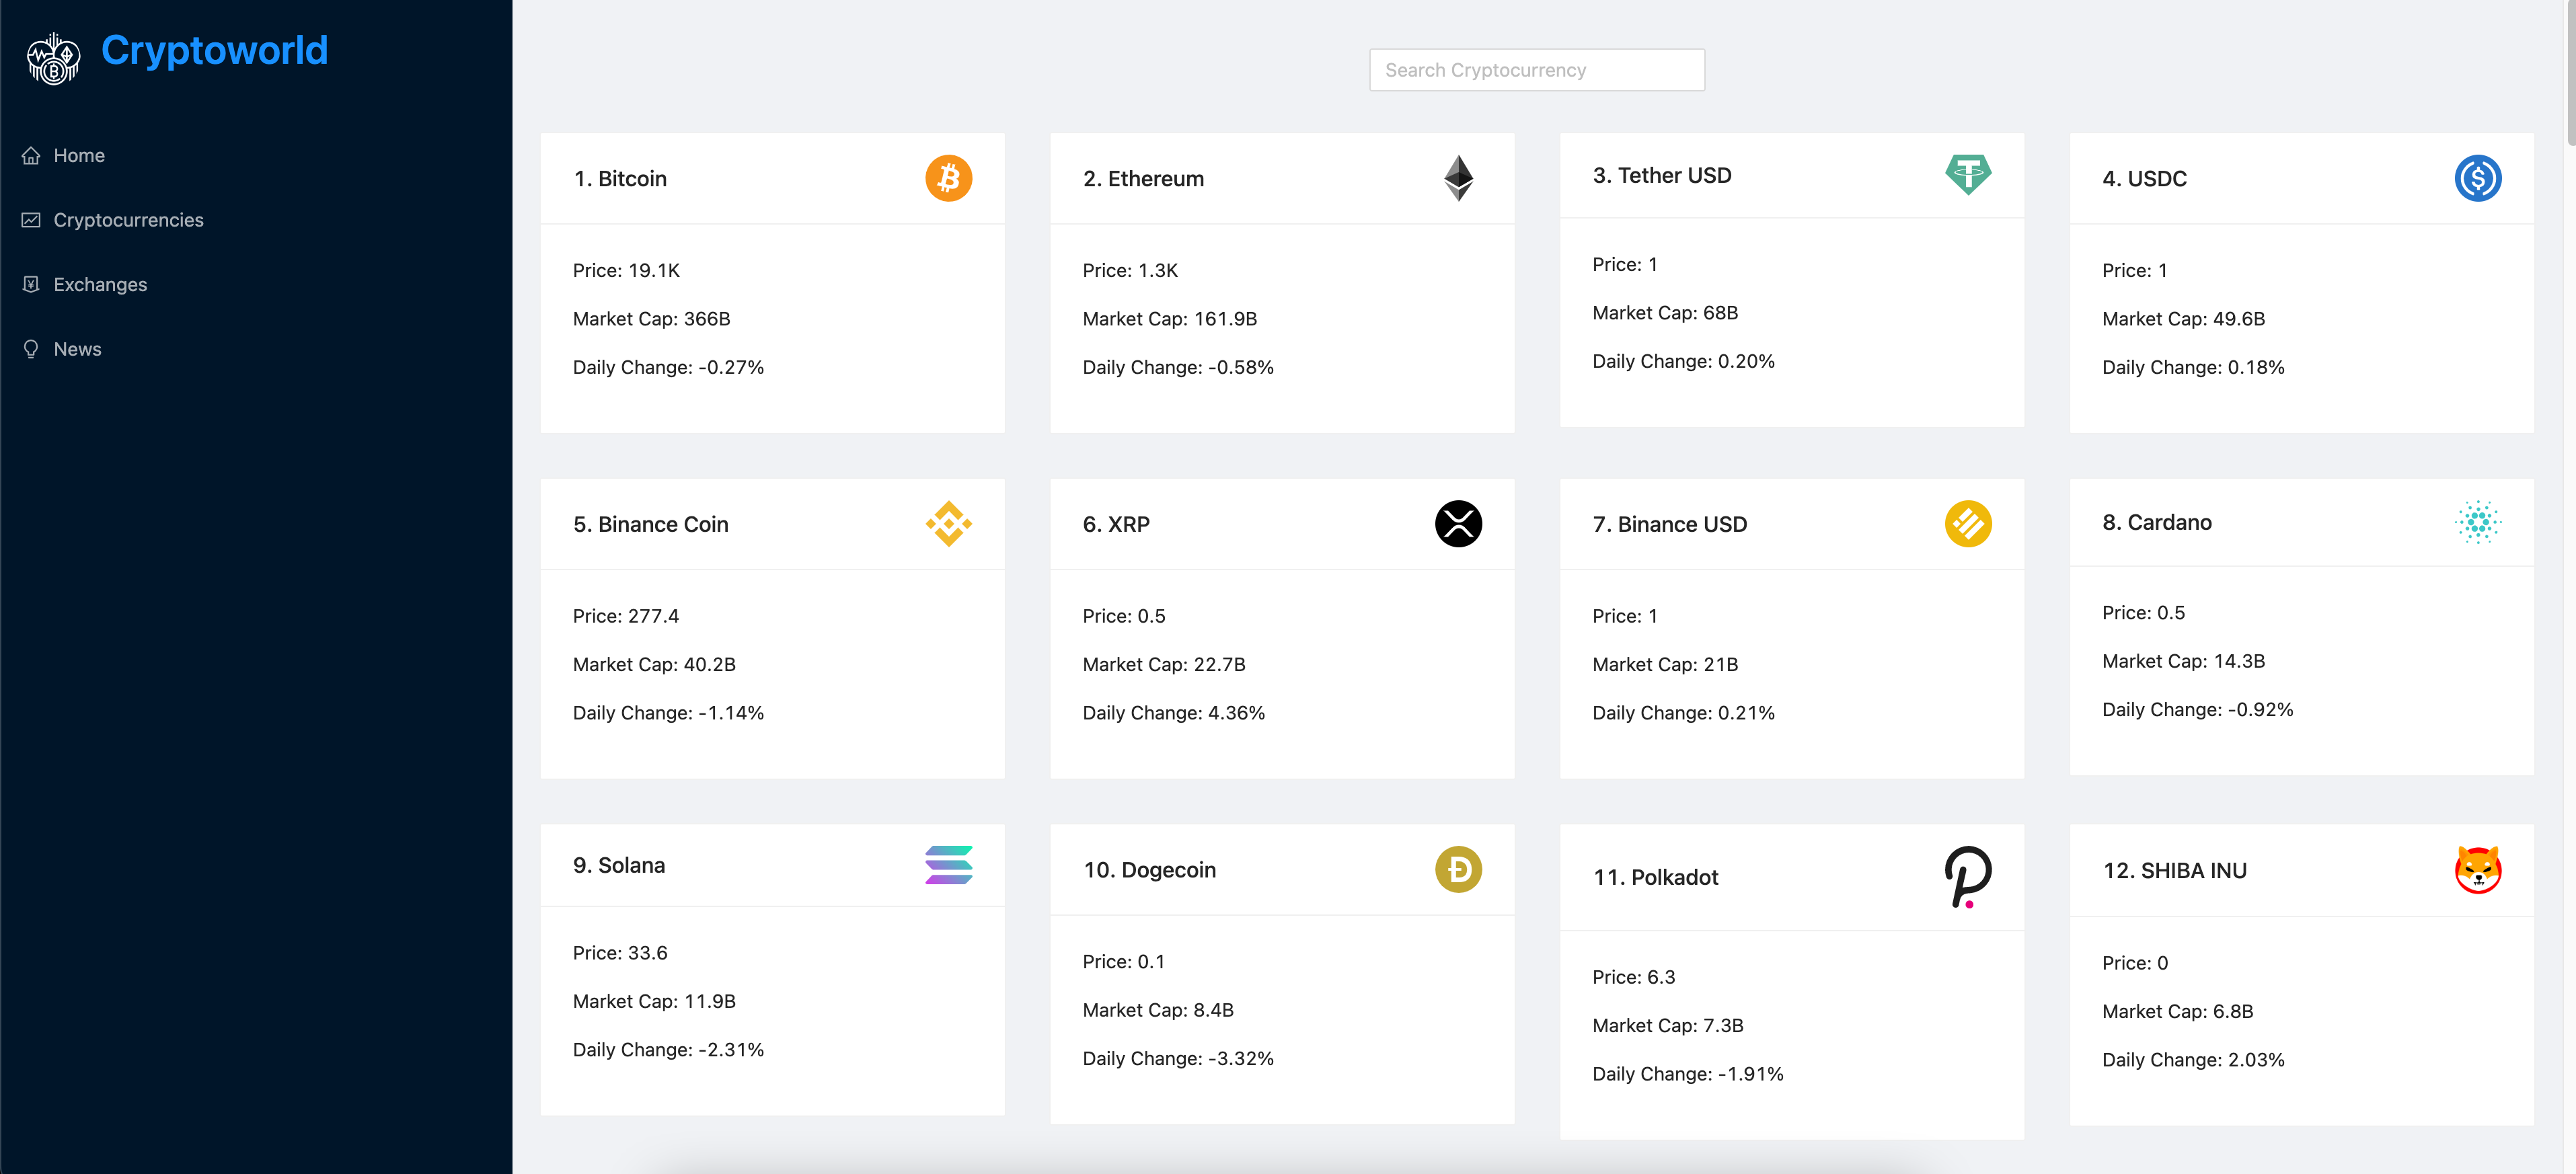 Cryptoworld
Home
Cryptocurrencies
Exchanges
News
Search Cryptocurrency
1. Bitcoin
Price: 19.1K
Market Cap: 366B
Daily Change: -0.27%
2. Ethereum
Price: 1.3K
Market Cap: 161.9B
Daily Change: -0.58%
3. Tether USD
Price: 1
Market Cap: 68B
Daily Change: 0.20%
4. USDC
Price: 1
Market Cap: 49.6B
Daily Change: 0.18%
5. Binance Coin
Price: 277.4
Market Cap: 40.2B
Daily Change: -1.14%
6. XRP
Price: 0.5
Market Cap: 22.7B
Daily Change: 4.36%
7. Binance USD
Price: 1
Market Cap: 21B
Daily Change: 0.21%
8. Cardano
Price: 0.5
Market Cap: 14.3B
Daily Change: -0.92%
9. Solana
Price: 33.6
Market Cap: 11.9B
Daily Change: -2.31%
10. Dogecoin
Price: 0.1
Market Cap: 8.4B
Daily Change: -3.32%
11. Polkadot
Price: 6.3
Market Cap: 7.3B
Daily Change: -1.91%
12. SHIBA INU
Price: 0
Market Cap: 6.8B
Daily Change: 2.03%